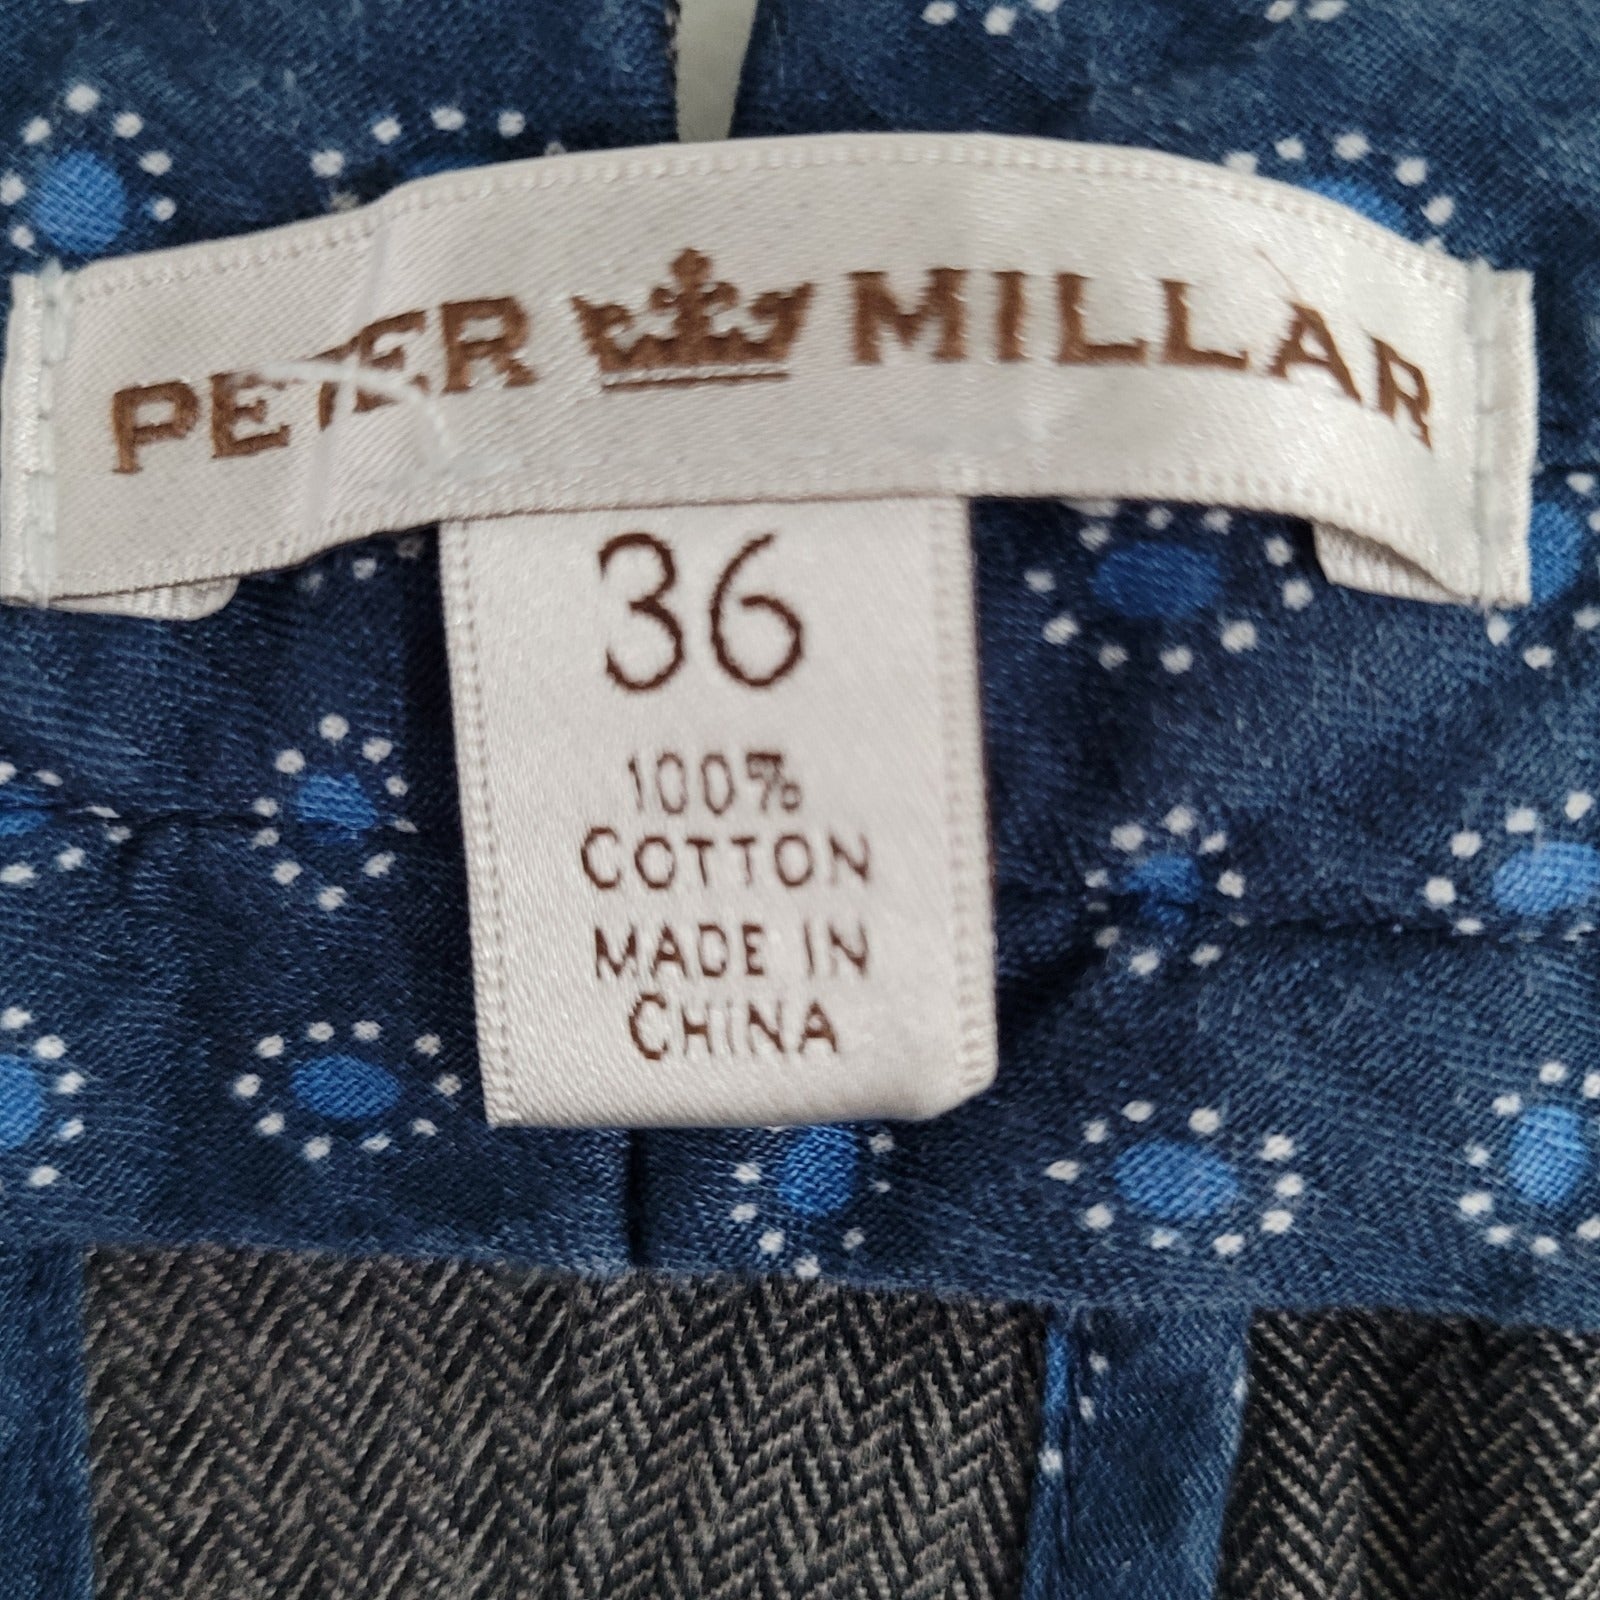 PETER MILLAR
36
100%
COTTON
MADE IN
CHINA